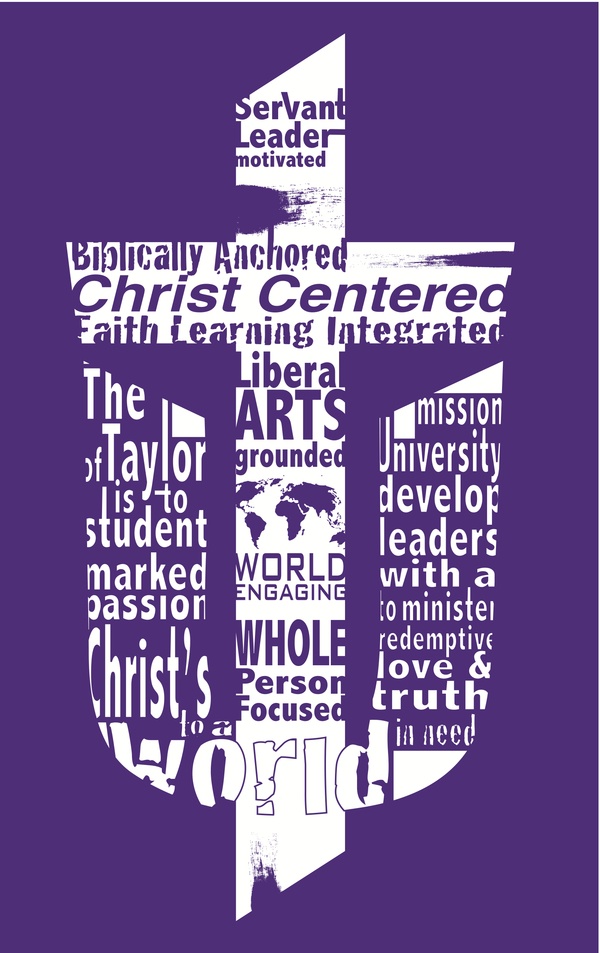 Servant
Leader
motivated
Biblically Anchored
Christ Centered
Faith Learning Integrated
Liberal
ARTS
grounded
WORLD
ENGAGING
WHOLE
Person
Focused
The mission
of Taylor University
is to develop
student leaders
marked with a
passion to minister
Christ's redemptive
love &
truth
to a
world in need